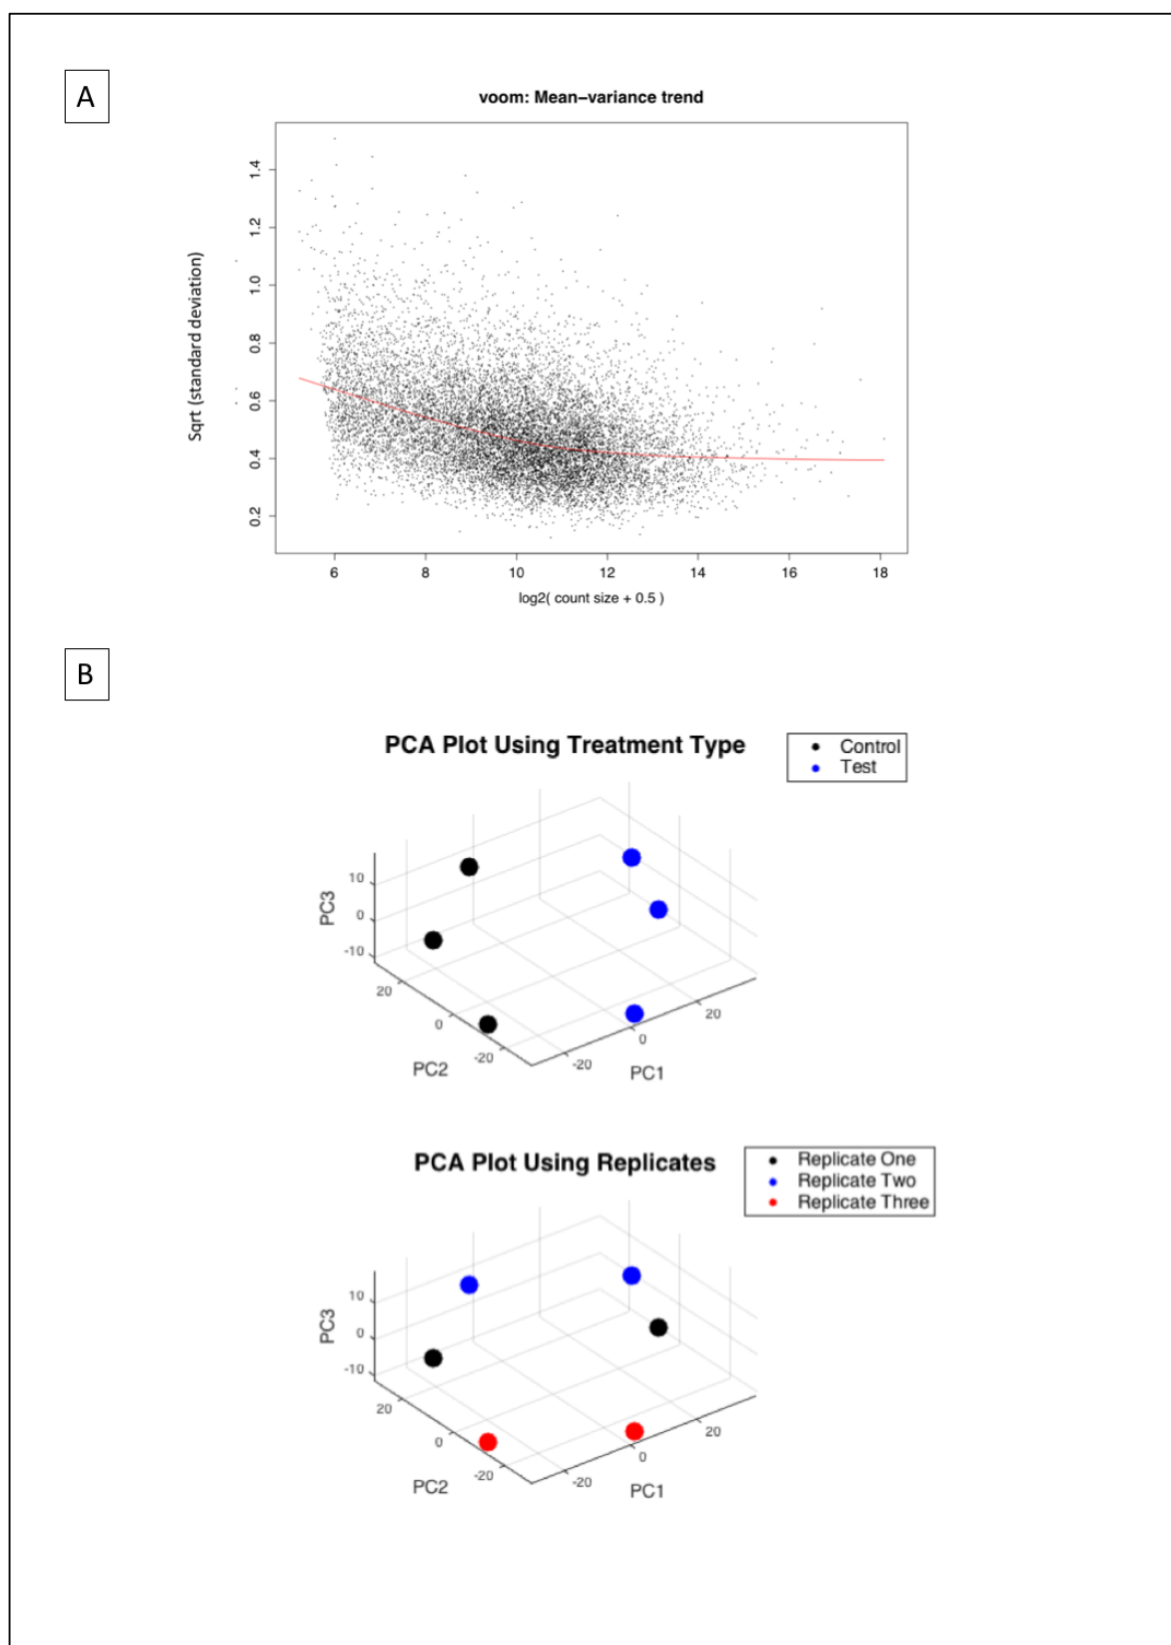 A
voom: Mean−variance trend
1.4
1.2
1.0
0.8
0.6
0.4
0.2
Sqrt (standard deviation)
6 8 10 12 14 16 18
log2( count size + 0.5 )
B
PCA Plot Using Treatment Type
Control
Test
10
0
-10
PC3
20
0
-20
PC2
-20
0
20
PC1
PCA Plot Using Replicates
Replicate One
Replicate Two
Replicate Three
10
0
-10
PC3
20
0
-20
PC2
-20
0
20
PC1